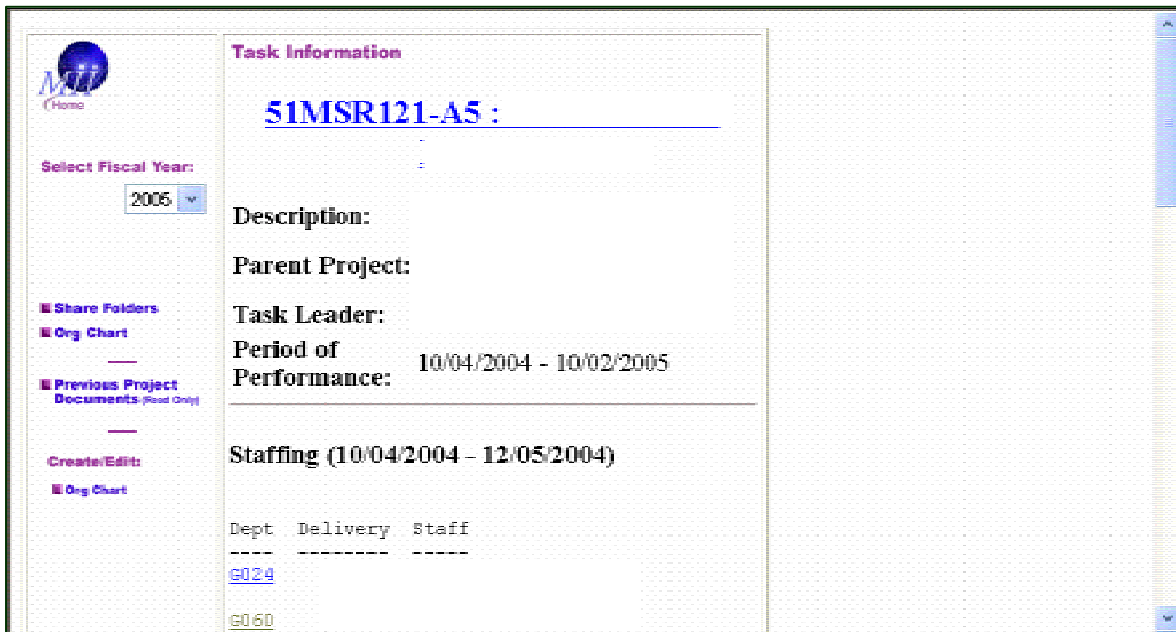 MII
Home
Select Fiscal Year:
2005
Share Folders
Org Chart
Previous Project
Documents (Read Only)
Create/Edit:
Org Chart
Task Information
51MSR121-A5 :
Description:
Parent Project:
Task Leader:
Period of
Performance:
10/04/2004 - 10/02/2005
Staffing (10/04/2004 - 12/05/2004)
Dept Delivery Staff
---- -------- -----
G024
G060